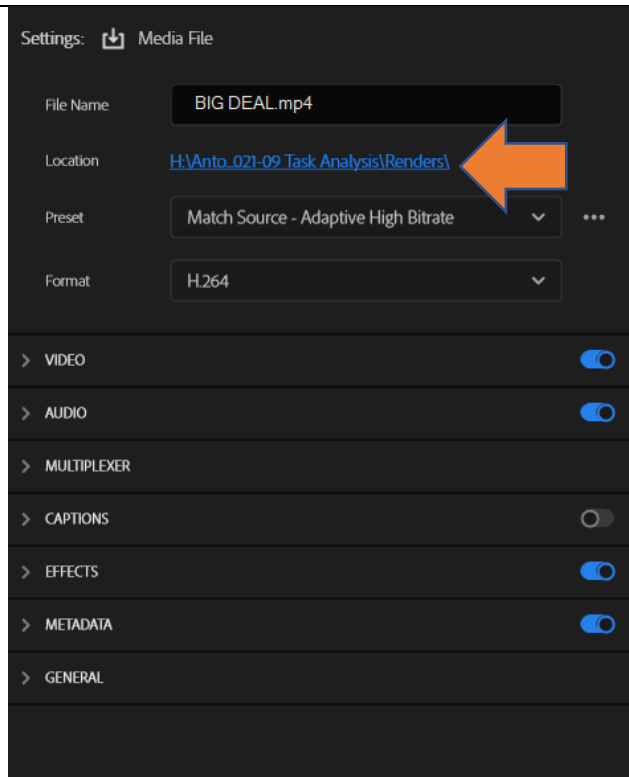 Settings: Media File
File Name BIG DEAL.mp4
Location H:\Anto...021-09 Task Analysis\Renders\
Preset Match Source - Adaptive High Bitrate ...
Format H.264
VIDEO
AUDIO
MULTIPLEXER
CAPTIONS
EFFECTS
METADATA
GENERAL